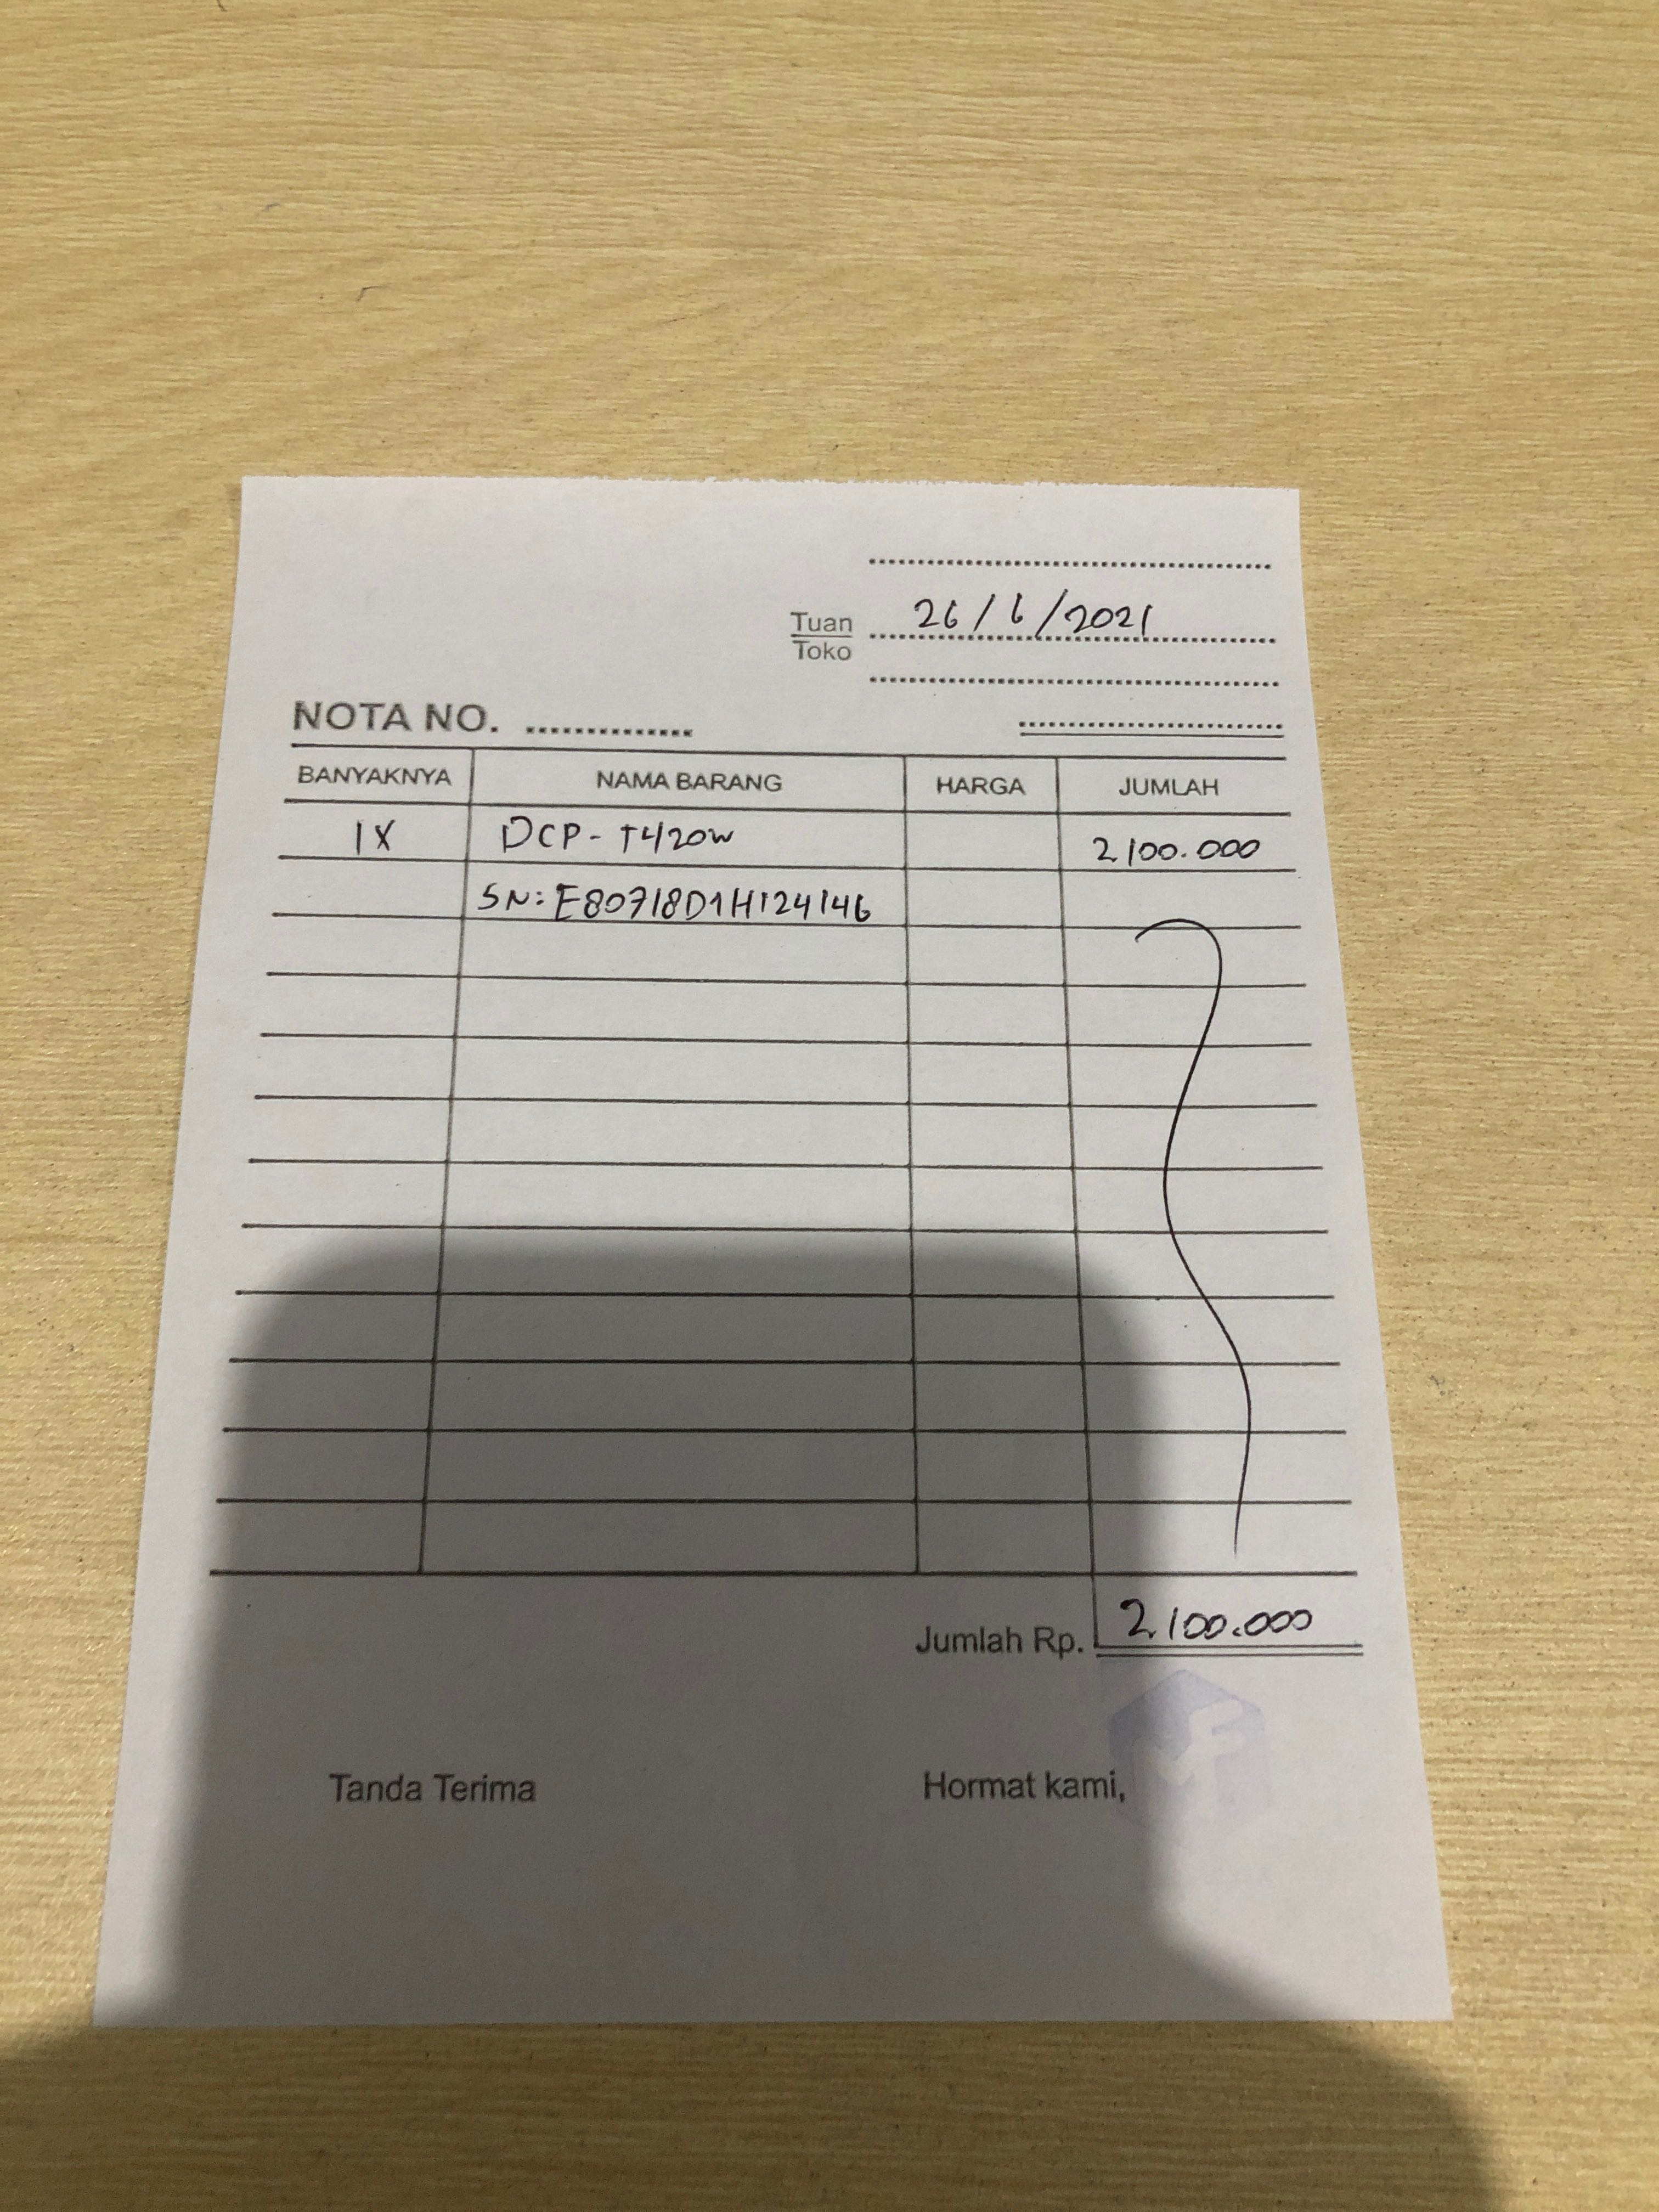 Tuan
Toko
26/6/2021
NOTA NO.
BANYAKNYA NAMA BARANG HARGA JUMLAH
1X DCP-T420W 2.100.000
SN:E80718D1H124146
Jumlah Rp. 2.100.000
Tanda Terima Hormat kami,